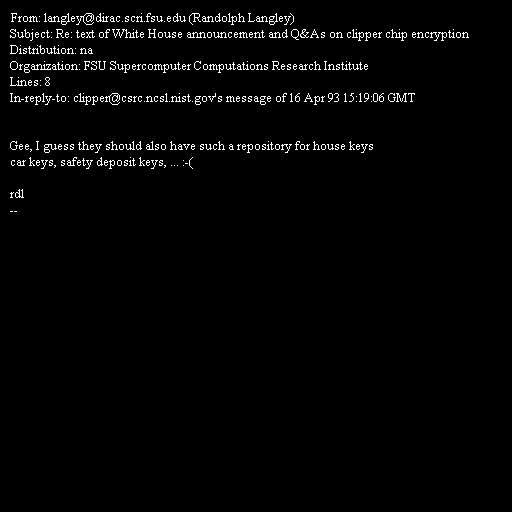 From: langley@dirac.scri.fsu.edu (Randolph Langley)
Subject: Re: text of White House announcement and Q&As on clipper chip encryption
Distribution: na
Organization: FSU Supercomputer Computations Research Institute
Lines: 8
In-reply-to: clipper@csrc.ncsl.nist.gov's message of 16 Apr 93 15:19:06 GMT
Gee, I guess they should also have such a repository for house keys
car keys, safety deposit keys, ... :-(
rdl
--